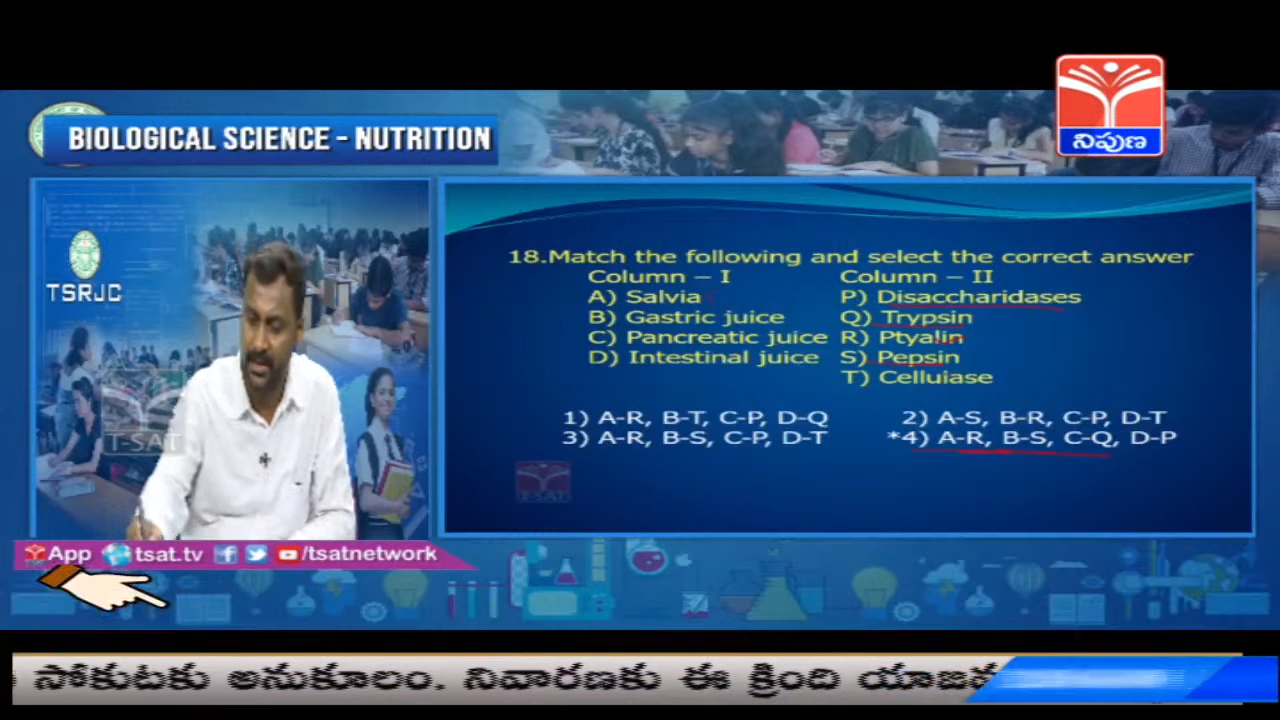 నిపుణ
BIOLOGICAL SCIENCE - NUTRITION
TSRJC
T-SAT
18.Match the following and select the correct answer
Column – I Column – II
A) Salvia P) Disaccharidases
B) Gastric juice Q) Trypsin
C) Pancreatic juice R) Ptyalin
D) Intestinal juice S) Pepsin
T) Celluiase
1) A-R, B-T, C-P, D-Q 2) A-S, B-R, C-P, D-T
3) A-R, B-S, C-P, D-T *4) A-R, B-S, C-Q, D-P
T-SAT
App tsat.tv /tsatnetwork
సోకుటకు అనుకూలం. నివారణకు ఈ క్రింది